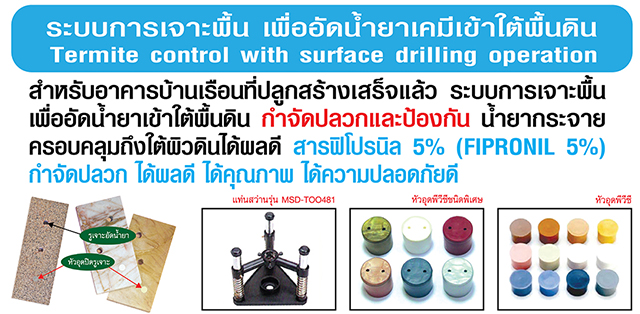 ระบบการเจาะพื้น เพื่ออัดน้ำยาเคมีเข้าใต้พื้นดิน
Termite control with surface drilling operation
สำหรับอาคารบ้านเรือนที่ปลูกสร้างเสร็จแล้ว ระบบการเจาะพื้น
เพื่ออัดน้ำยาเข้าใต้พื้นดิน กำจัดปลวกและป้องกัน น้ำยากระจาย
ครอบคลุมถึงใต้ผิวดินได้ผลดี สารฟิโปรนิล 5% (FIPRONIL 5%)
กำจัดปลวก ได้ผลดี ได้คุณภาพ ได้ความปลอดภัยดี
แท่นสว่านรุ่น MSD-TOO481
หัวอุดพีวีซีชนิดพิเศษ
หัวอุดพีวีซี
รูเจาะอัดน้ำยา
หัวอุดปิดรูเจาะ